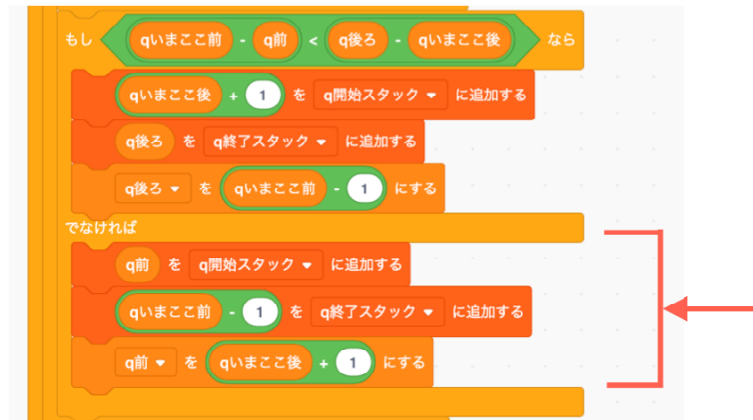 もし qいまここ前 - q前 < q後ろ - qいまここ後 なら
qいまここ後 + 1 を q開始スタック に追加する
q後ろ を q終了スタック に追加する
q後ろ を qいまここ前 - 1 にする
でなければ
q前 を q開始スタック に追加する
qいまここ前 - 1 を q終了スタック に追加する
q前 を qいまここ後 + 1 にする